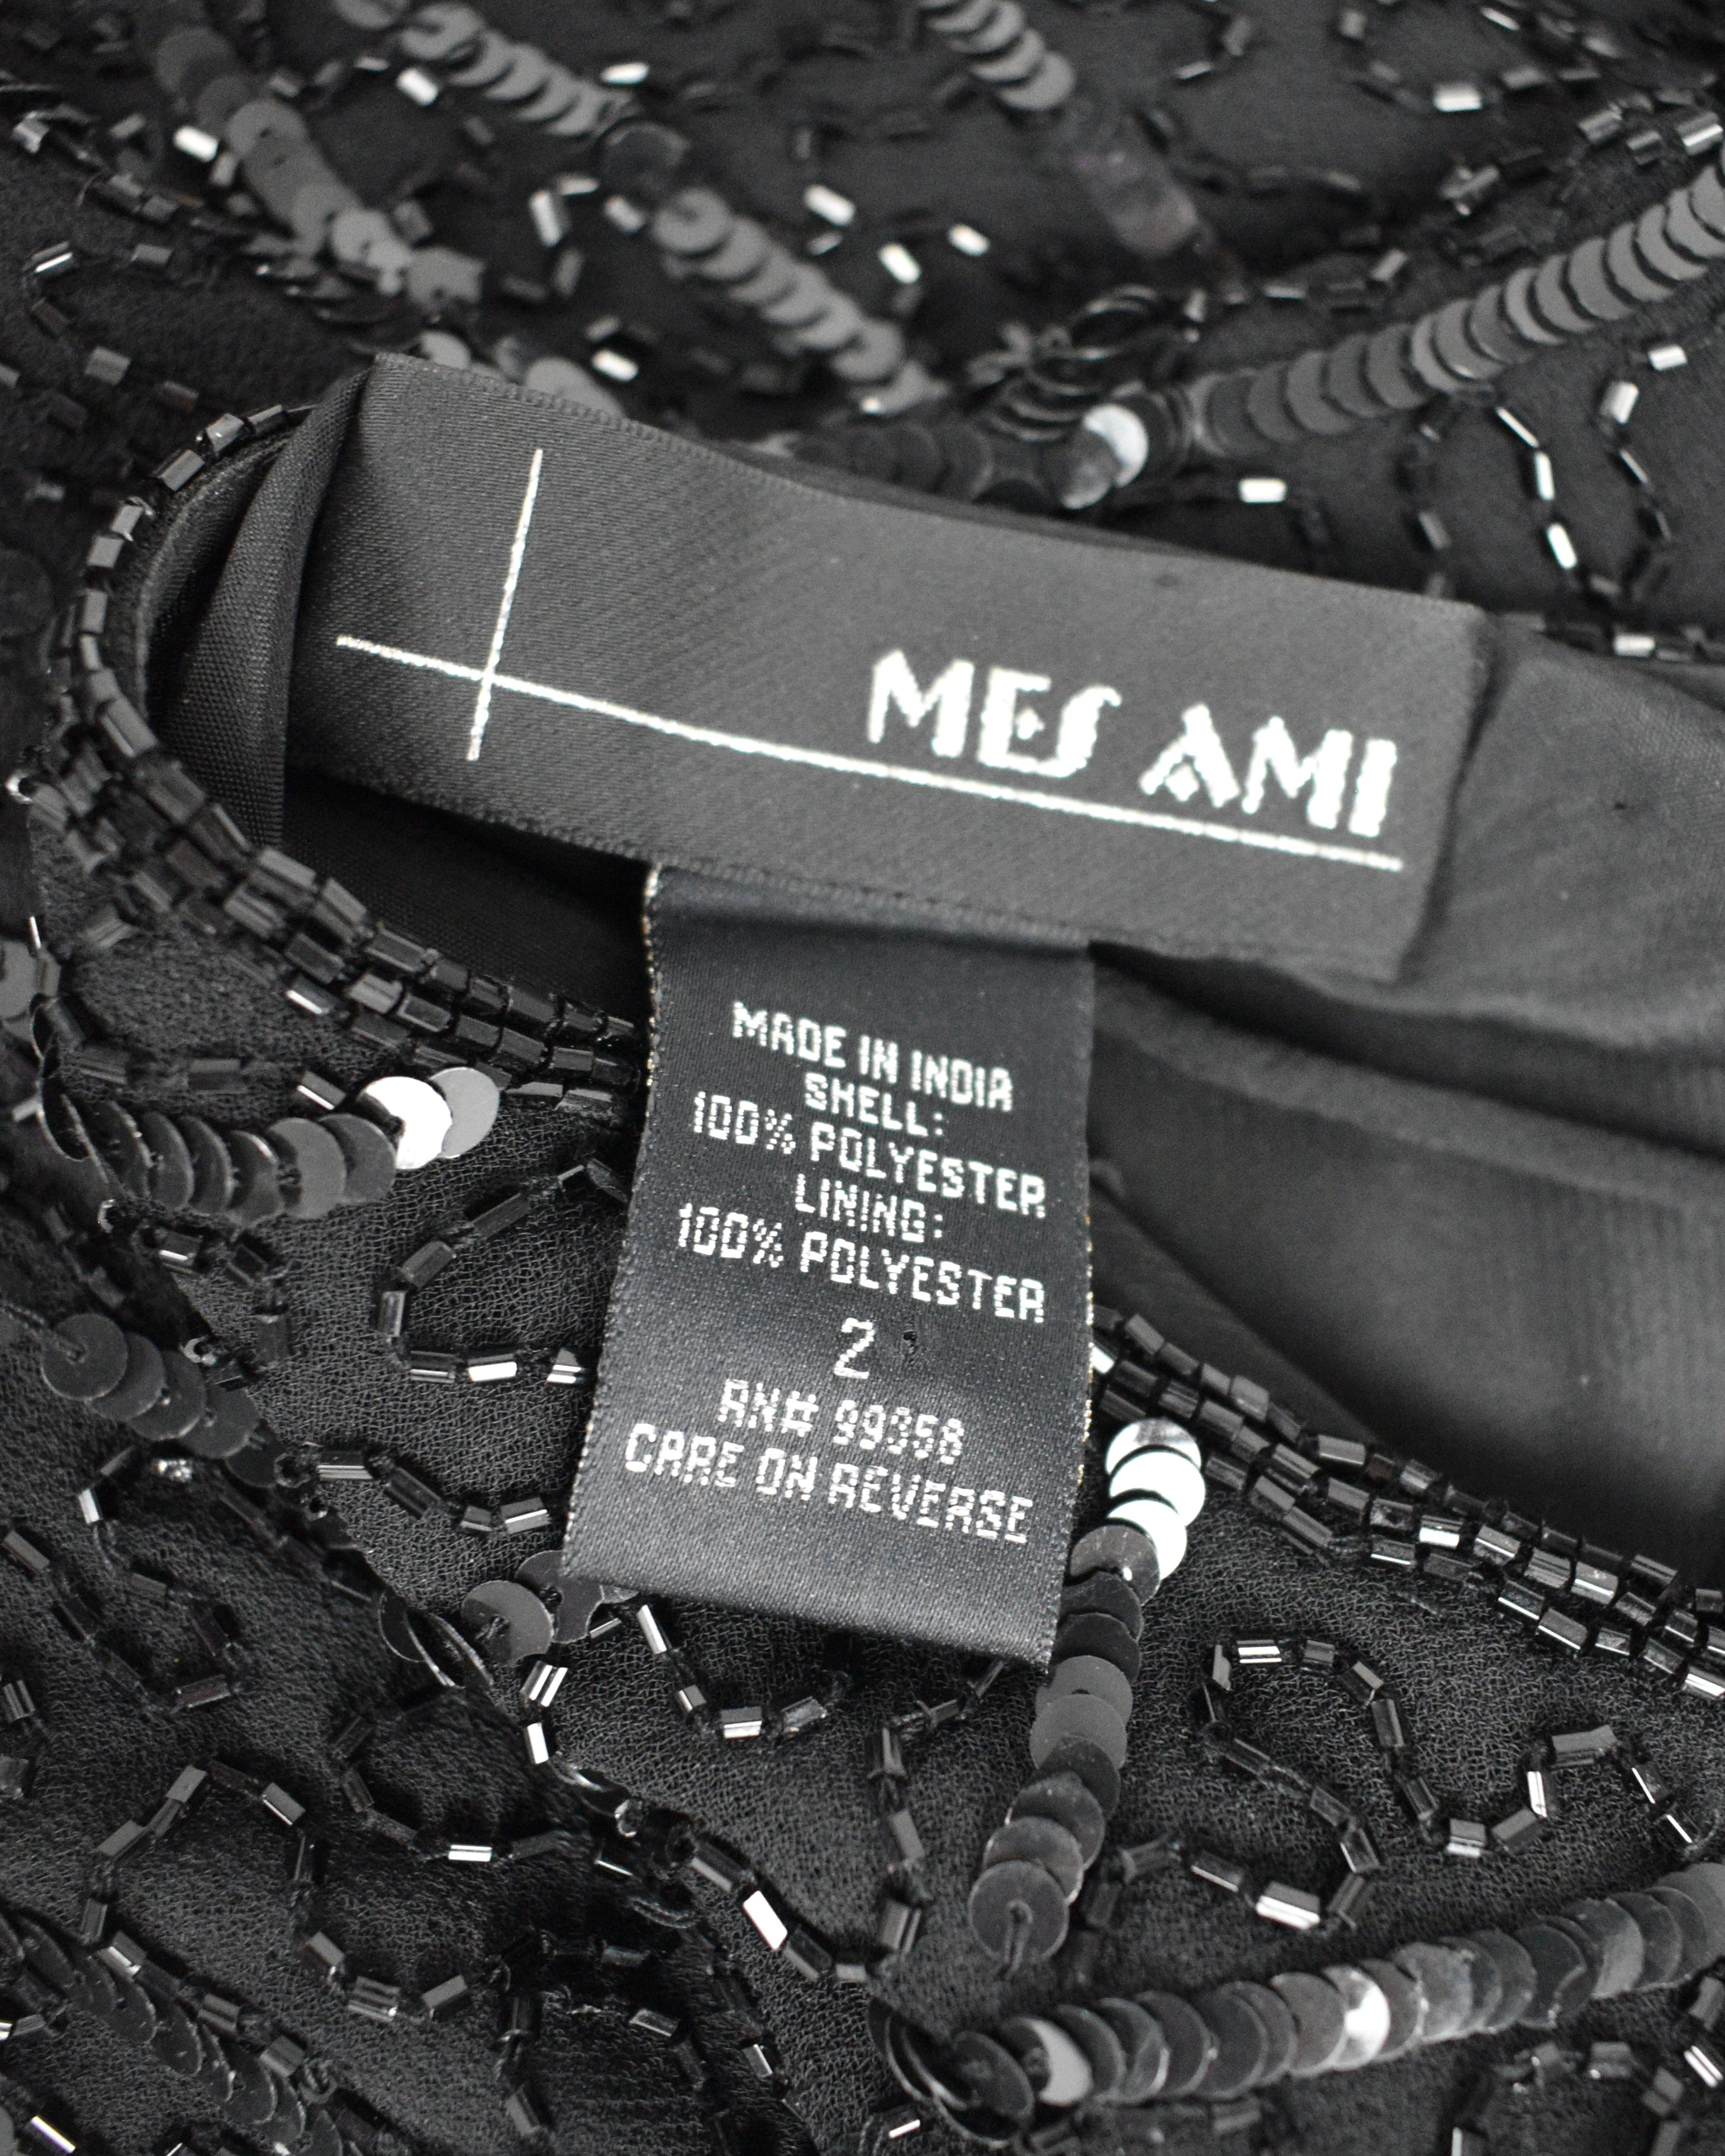 MES AMI
MADE IN INDIA
SHELL:
100% POLYESTER
LINING:
100% POLYESTER
2
RN# 99358
CARE ON REVERSE